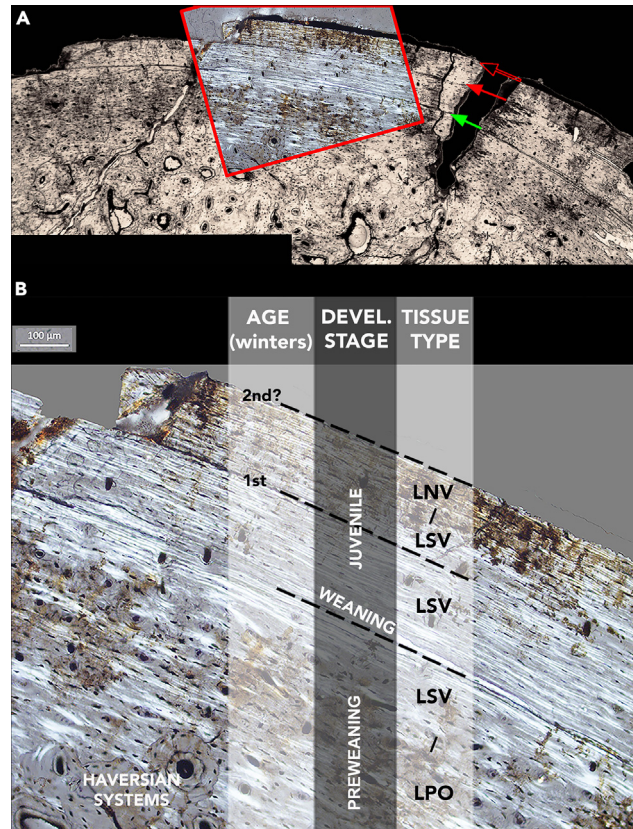 A
B
100 µm
AGE
(winters)
DEVEL.
STAGE
TISSUE
TYPE
2nd?
1st
JUVENILE
WEANING
PREWEANING
LNV
/
LSV
LSV
LSV
/
LPO
HAVERSIAN
SYSTEMS